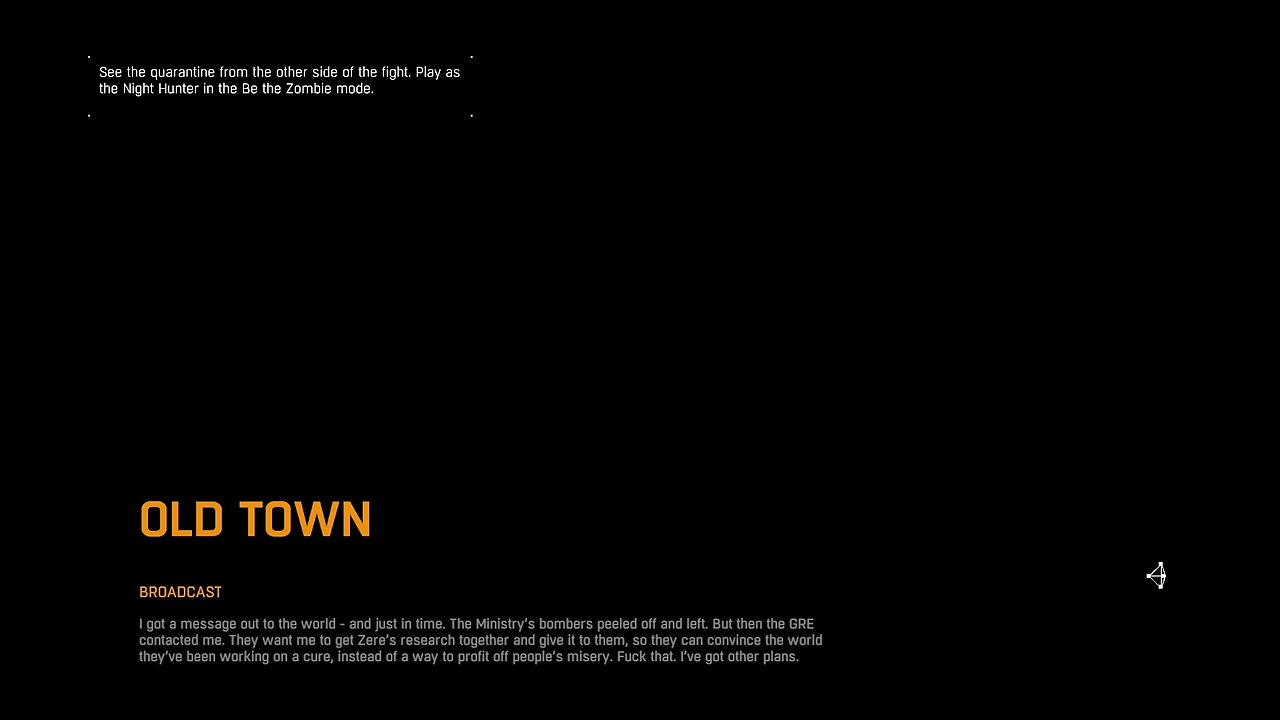 See the quarantine from the other side of the fight. Play as
the Night Hunter in the Be the Zombie mode.
OLD TOWN
BROADCAST
I got a message out to the world - and just in time. The Ministry's bombers peeled off and left. But then the GRE
contacted me. They want me to get Zere's research together and give it to them, so they can convince the world
they've been working on a cure, instead of a way to profit off people's misery. Fuck that. I've got other plans.